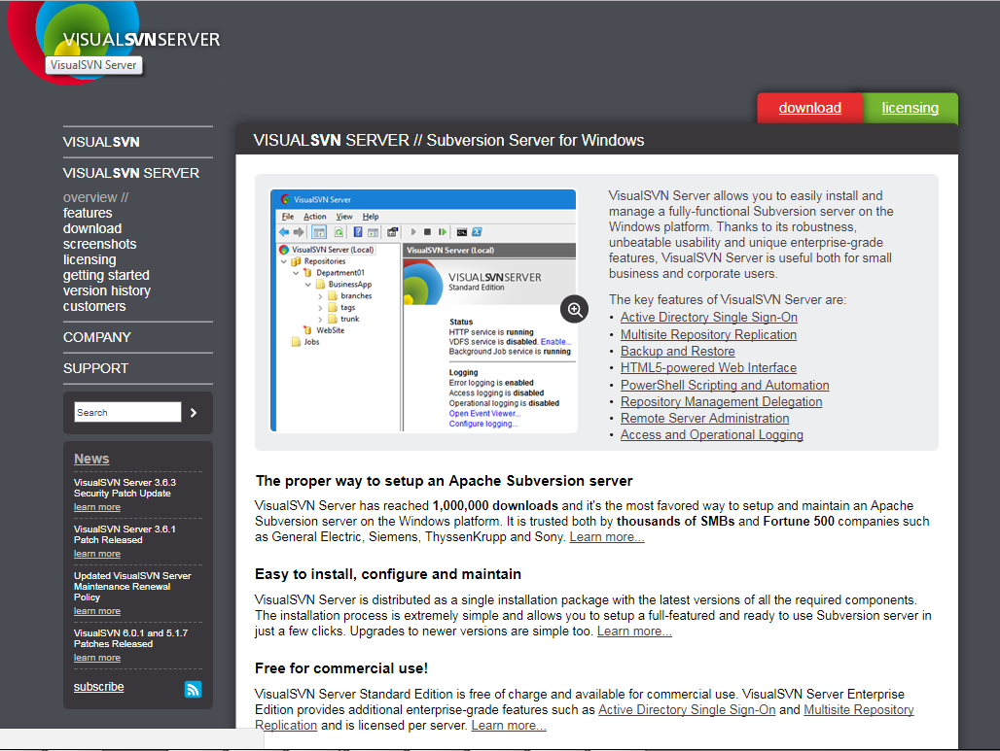 VISUALSVNSERVER
VisualSVN Server
download
licensing
VISUALSVN
VISUALSVN SERVER
overview //
features
download
screenshots
licensing
getting started
version history
customers
COMPANY
SUPPORT
Search
News
VisualSVN Server 3.6.3
Security Patch Update
learn more
VisualSVN Server 3.6.1
Patch Released
learn more
Updated VisualSVN Server
Maintenance Renewal
Policy
learn more
VisualSVN 6.0.1 and 5.1.7
Patches Released
learn more
subscribe
VISUALSVN SERVER // Subversion Server for Windows
VisualSVN Server
File Action View Help
VisualSVN Server (Local)
Repositories
Department01
BusinessApp
branches
tags
trunk
WebSite
Jobs
VisualSVN Server (Local)
VISUALSVNSERVER
Standard Edition
Status
HTTP service is running
VDFS service is disabled. Enable...
Background Job service is running
Logging
Error logging is enabled
Access logging is disabled
Operational logging is disabled
Open Event Viewer...
Configure logging...
VisualSVN Server allows you to easily install and
manage a fully-functional Subversion server on the
Windows platform. Thanks to its robustness,
unbeatable usability and unique enterprise-grade
features, VisualSVN Server is useful both for small
business and corporate users.
The key features of VisualSVN Server are:
• Active Directory Single Sign-On
• Multisite Repository Replication
• Backup and Restore
• HTML5-powered Web Interface
• PowerShell Scripting and Automation
• Repository Management Delegation
• Remote Server Administration
• Access and Operational Logging
The proper way to setup an Apache Subversion server
VisualSVN Server has reached 1,000,000 downloads and it's the most favored way to setup and maintain an Apache
Subversion server on the Windows platform. It is trusted both by thousands of SMBs and Fortune 500 companies such
as General Electric, Siemens, ThyssenKrupp and Sony. Learn more...
Easy to install, configure and maintain
VisualSVN Server is distributed as a single installation package with the latest versions of all the required components.
The installation process is extremely simple and allows you to setup a full-featured and ready to use Subversion server in
just a few clicks. Upgrades to newer versions are simple too. Learn more...
Free for commercial use!
VisualSVN Server Standard Edition is free of charge and available for commercial use. VisualSVN Server Enterprise
Edition provides additional enterprise-grade features such as Active Directory Single Sign-On and Multisite Repository
Replication and is licensed per server. Learn more...